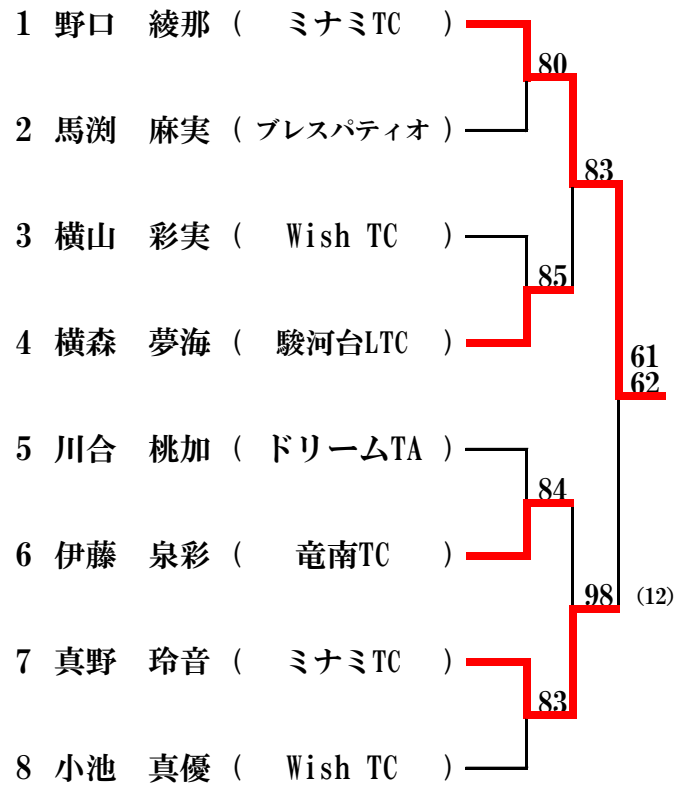 1 野口 綾那 ( ミナミTC )
80
2 馬渕 麻実 ( ブレスパティオ )
83
3 横山 彩実 ( Wish TC )
85
4 横森 夢海 ( 駿河台LTC )
61
62
5 川合 桃加 ( ドリームTA )
84
6 伊藤 泉彩 ( 竜南TC )
98 (12)
7 真野 玲音 ( ミナミTC )
83
8 小池 真優 ( Wish TC )